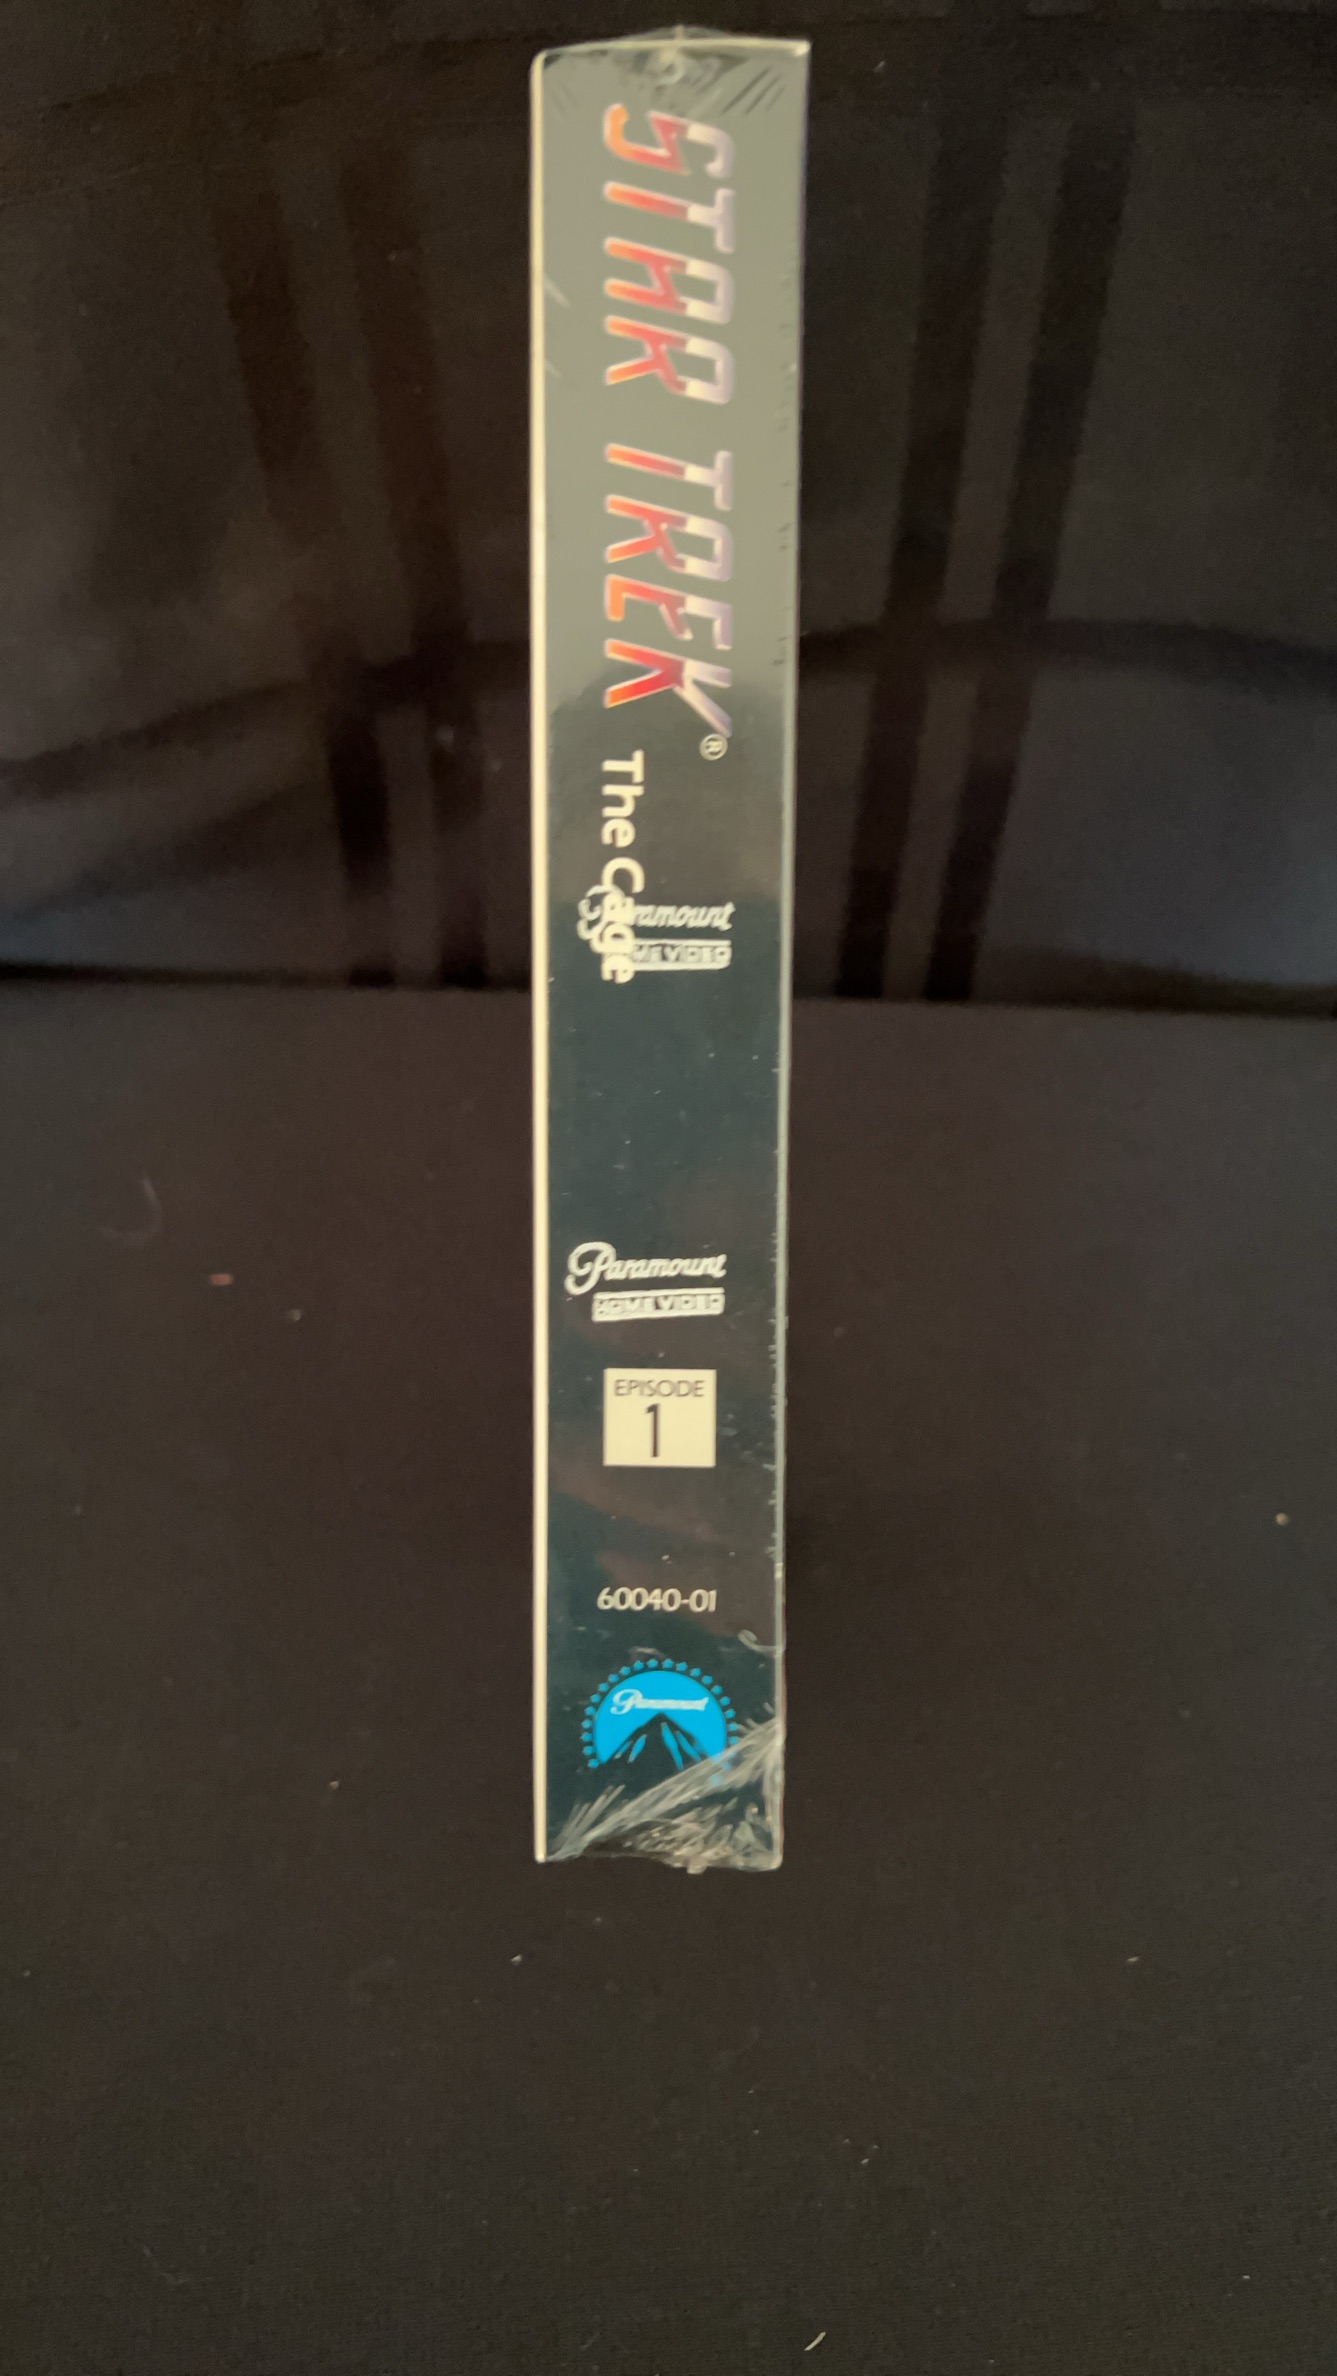 STAR TREK®
The Cage
Paramount
HOME VIDEO
Paramount
HOME VIDEO
EPISODE
1
60040-01
Paramount